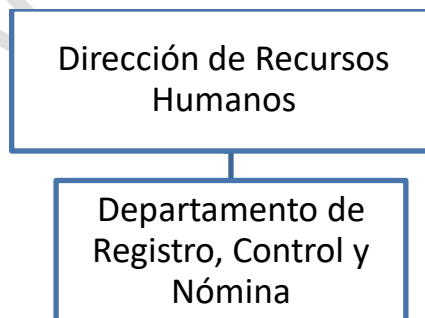 Dirección de Recursos
Humanos
Departamento de
Registro, Control y
Nómina